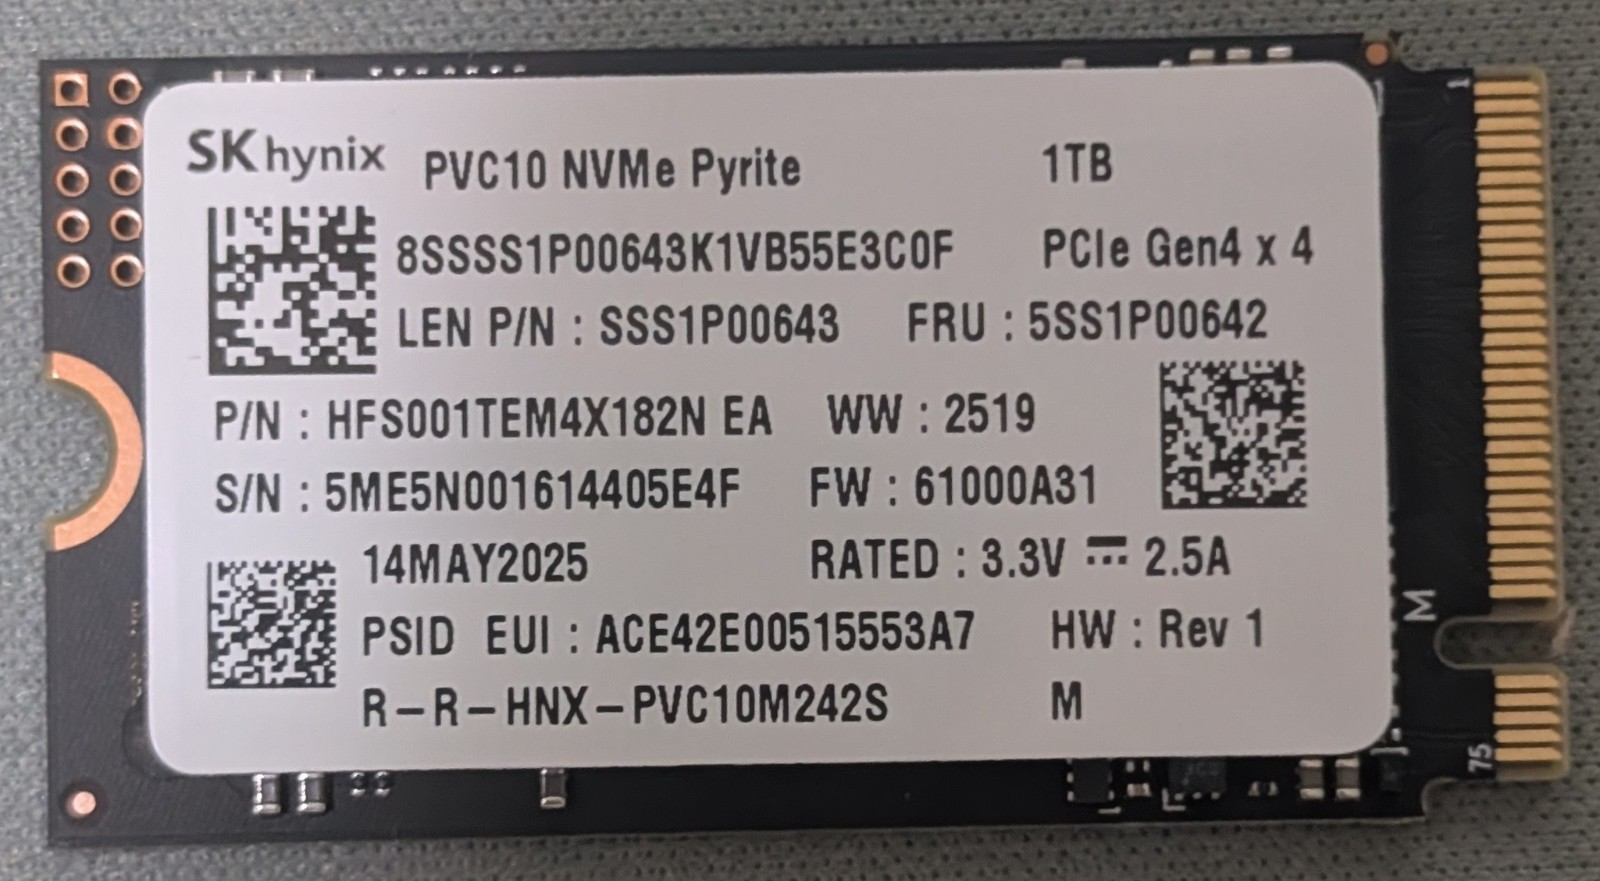 SK hynix PVC10 NVMe Pyrite 1TB
8SSSS1P00643K1VB55E3C0F PCIe Gen4 x 4
LEN P/N : SSS1P00643 FRU : 5SS1P00642
P/N : HFS001TEM4X182N EA WW : 2519
S/N : 5ME5N001614405E4F FW : 61000A31
14MAY2025 RATED : 3.3V ⎓ 2.5A
PSID EUI : ACE42E00515553A7 HW : Rev 1
R-R-HNX-PVC10M242S M
1
M
75